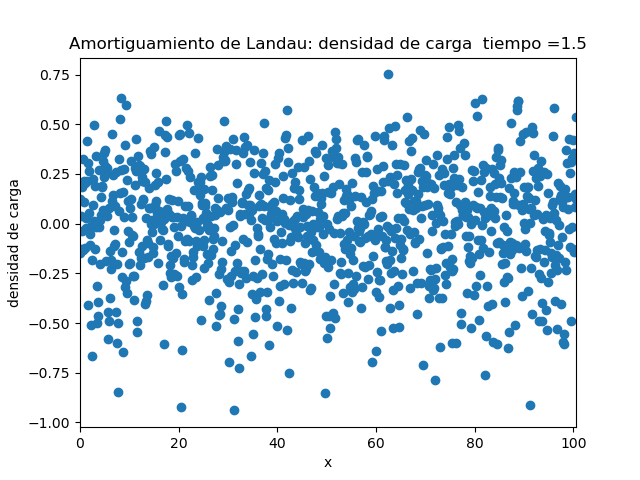 Amortiguamiento de Landau: densidad de carga  tiempo =1.5
densidad de carga
0.75
0.50
0.25
0.00
−0.25
−0.50
−0.75
−1.00
0 20 40 60 80 100
x